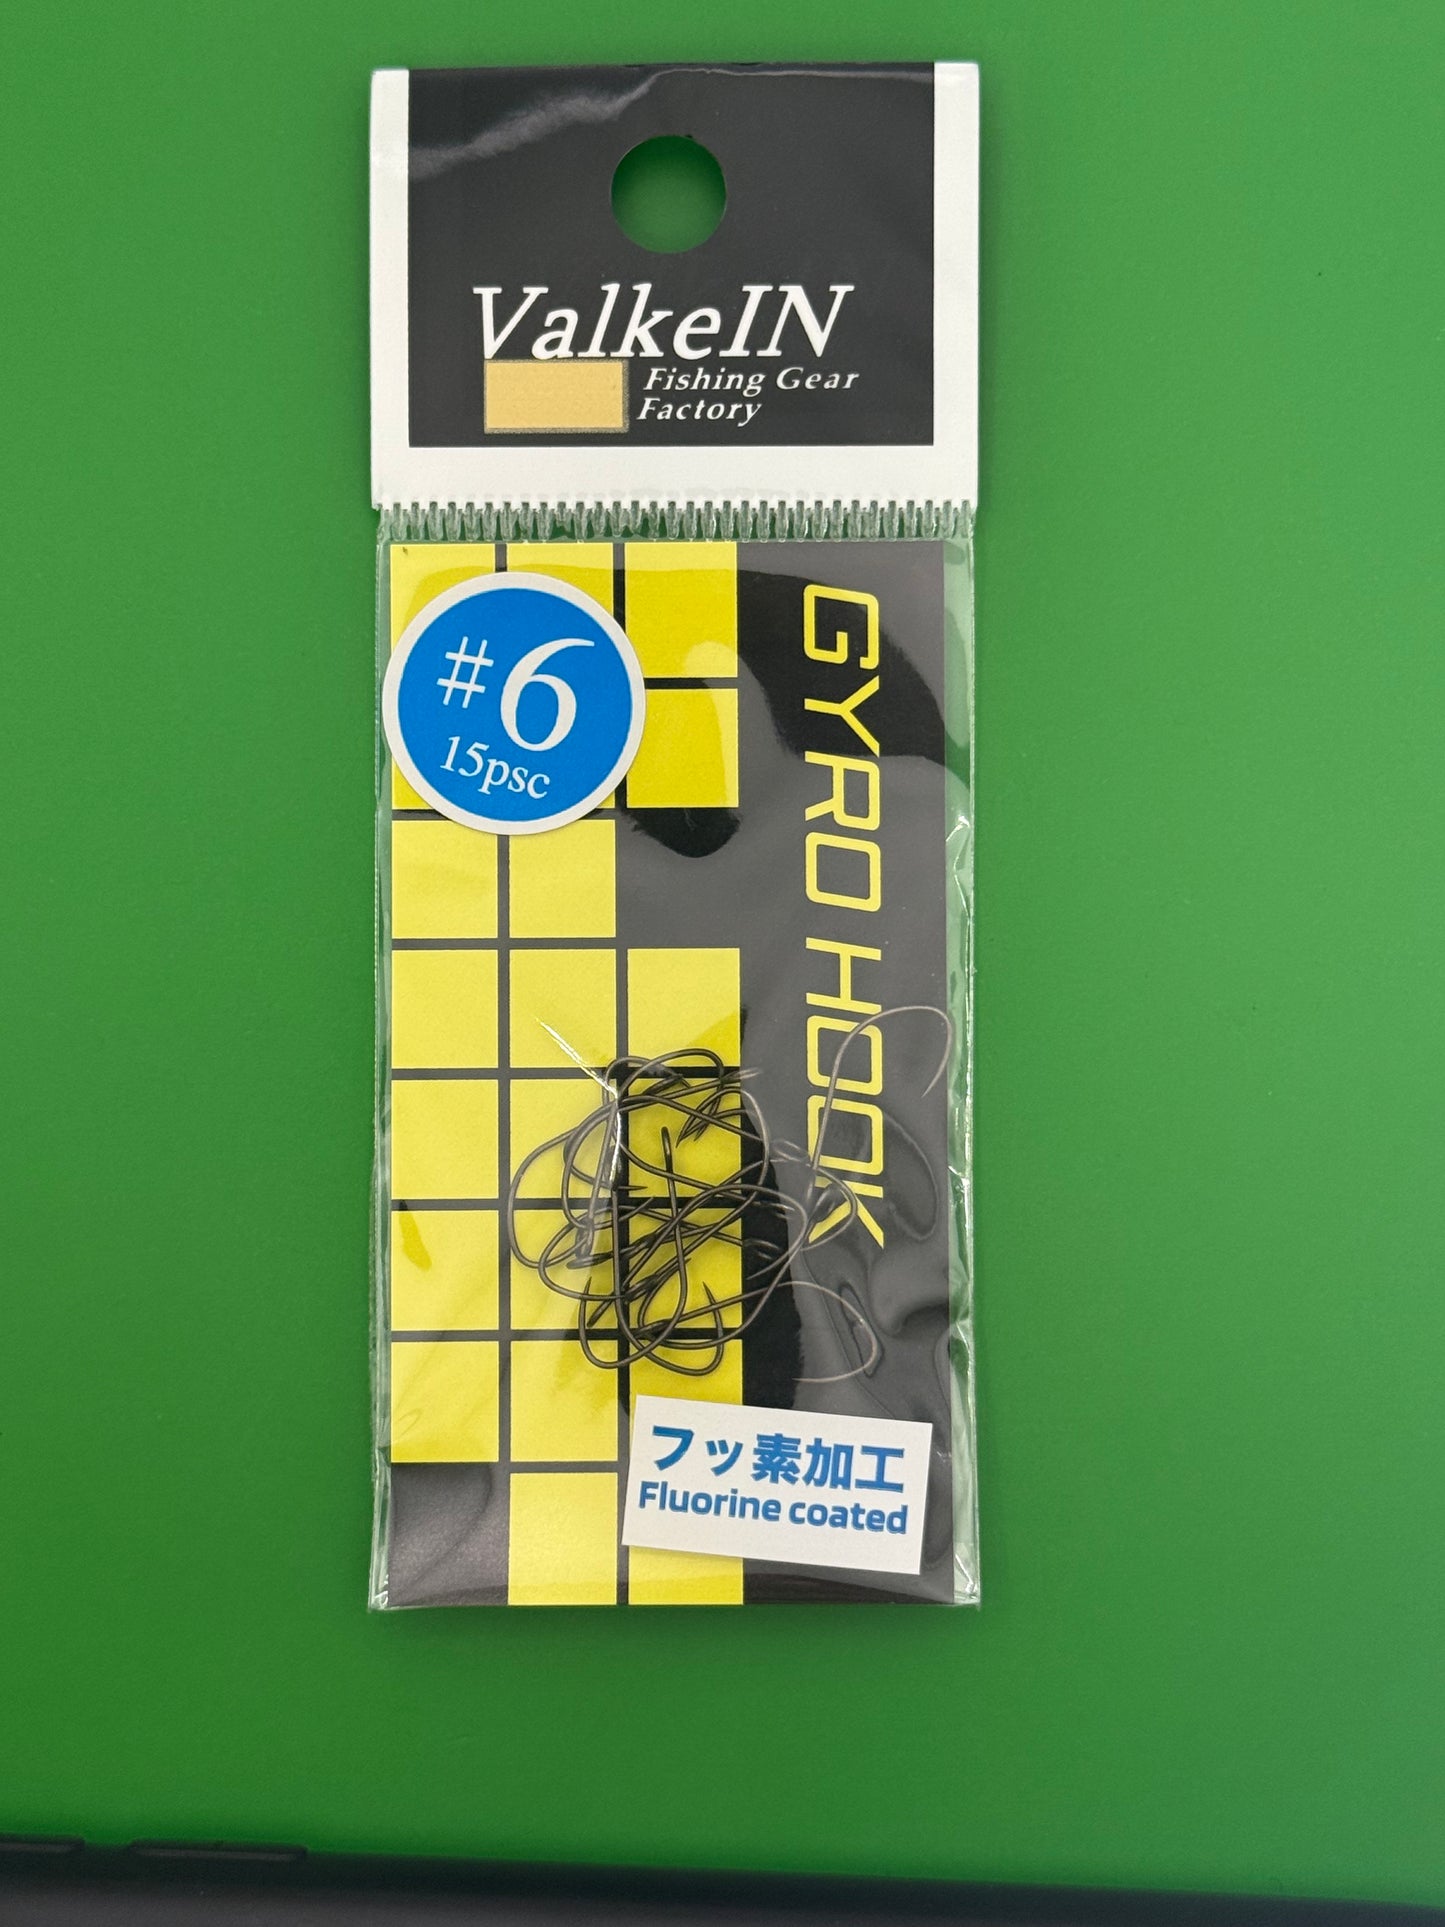 ValkeIN
Fishing Gear
Factory
#6
15psc
GYRO HOOK
フッ素加工
Fluorine coated